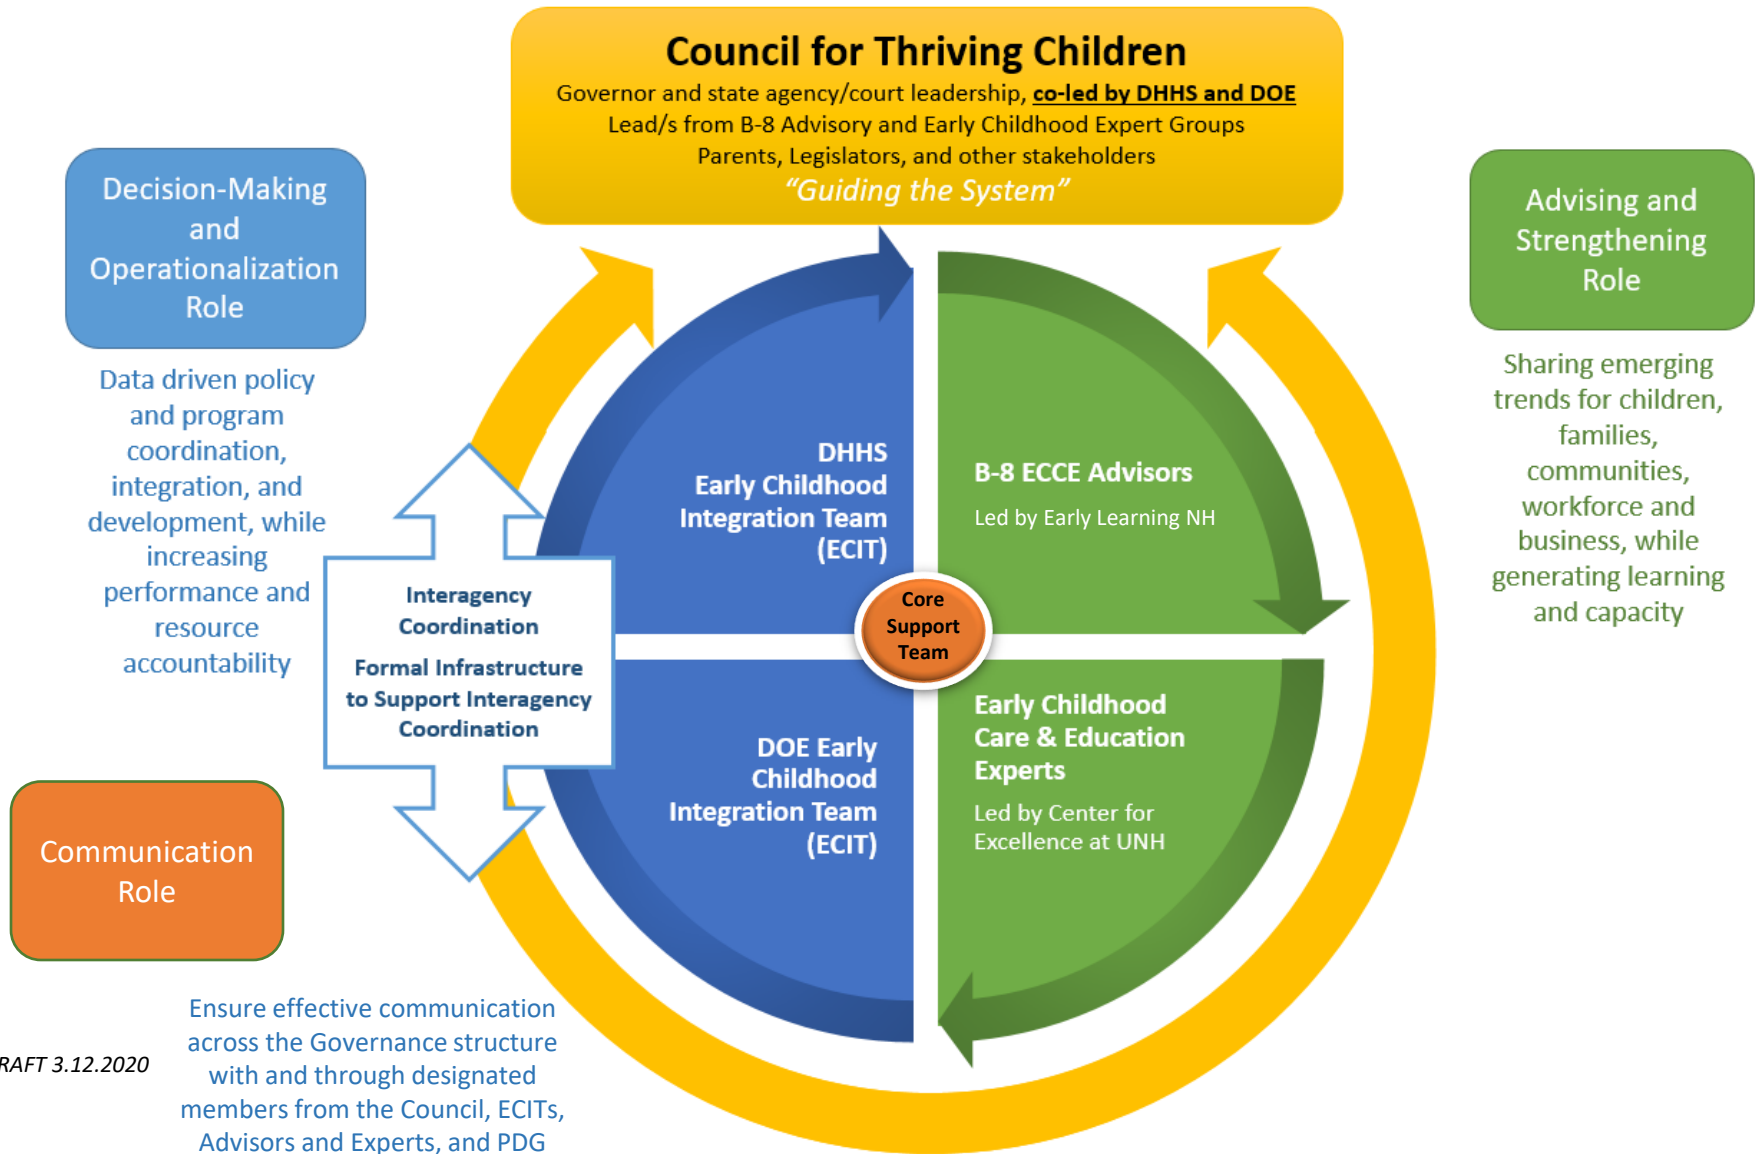 Council for Thriving Children
Governor and state agency/court leadership, co-led by DHHS and DOE
Lead/s from B-8 Advisory and Early Childhood Expert Groups
Parents, Legislators, and other stakeholders
“Guiding the System”
Decision-Making
and
Operationalization
Role
Data driven policy
and program
coordination,
integration, and
development, while
increasing
performance and
resource
accountability
Advising and
Strengthening
Role
Sharing emerging
trends for children,
families,
communities,
workforce and
business, while
generating learning
and capacity
DHHS
Early Childhood
Integration Team
(ECIT)
B-8 ECCE Advisors
Led by Early Learning NH
Core
Support
Team
Interagency
Coordination
Formal Infrastructure
to Support Interagency
Coordination
DOE Early
Childhood
Integration Team
(ECIT)
Early Childhood
Care & Education
Experts
Led by Center for
Excellence at UNH
Communication
Role
Ensure effective communication
across the Governance structure
with and through designated
members from the Council, ECITs,
Advisors and Experts, and PDG
RAFT 3.12.2020